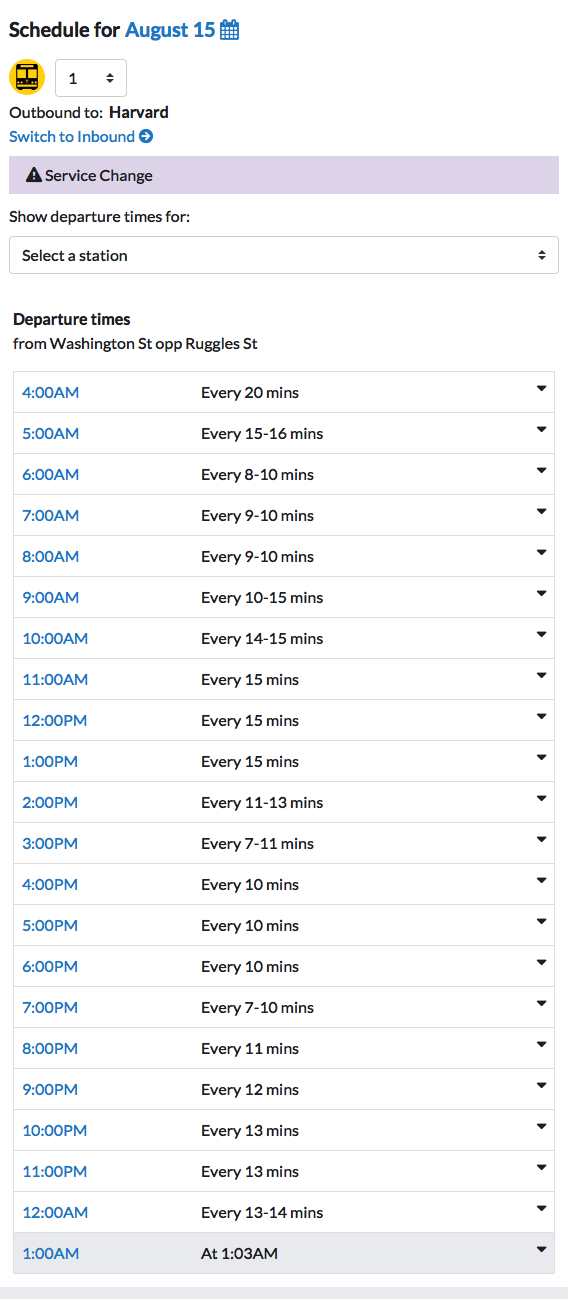 Schedule for August 15
1
Outbound to: Harvard
Switch to Inbound
Service Change
Show departure times for:
Select a station
Departure times
from Washington St opp Ruggles St
4:00AM Every 20 mins
5:00AM Every 15-16 mins
6:00AM Every 8-10 mins
7:00AM Every 9-10 mins
8:00AM Every 9-10 mins
9:00AM Every 10-15 mins
10:00AM Every 14-15 mins
11:00AM Every 15 mins
12:00PM Every 15 mins
1:00PM Every 15 mins
2:00PM Every 11-13 mins
3:00PM Every 7-11 mins
4:00PM Every 10 mins
5:00PM Every 10 mins
6:00PM Every 10 mins
7:00PM Every 7-10 mins
8:00PM Every 11 mins
9:00PM Every 12 mins
10:00PM Every 13 mins
11:00PM Every 13 mins
12:00AM Every 13-14 mins
1:00AM At 1:03AM